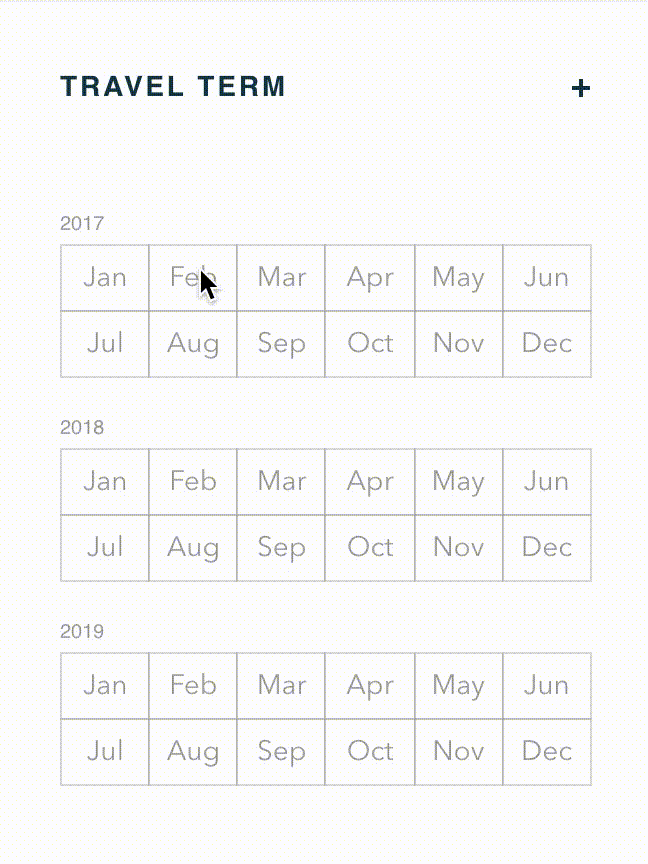 TRAVEL TERM +
2017
Jan Feb Mar Apr May Jun
Jul Aug Sep Oct Nov Dec
2018
Jan Feb Mar Apr May Jun
Jul Aug Sep Oct Nov Dec
2019
Jan Feb Mar Apr May Jun
Jul Aug Sep Oct Nov Dec